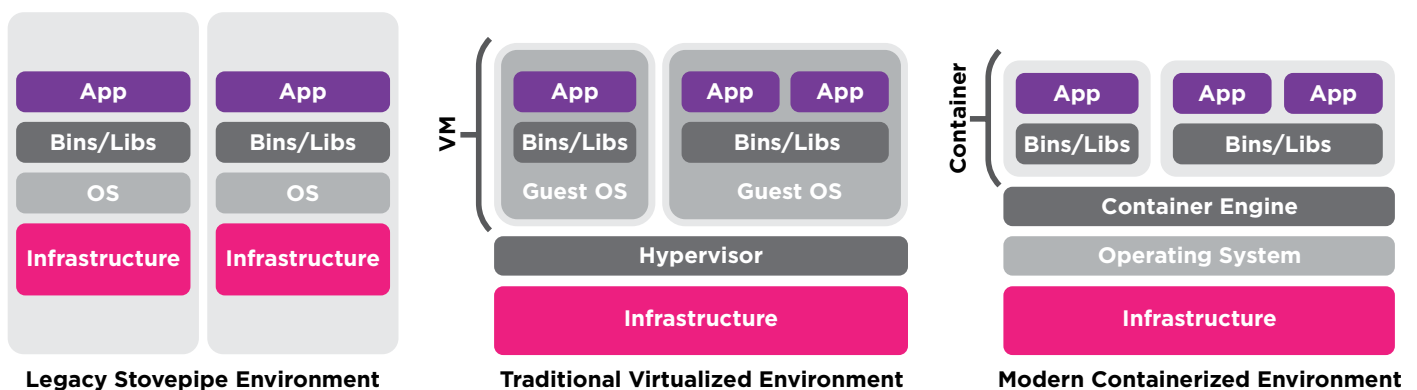 App
Bins/Libs
OS
Infrastructure
App
Bins/Libs
OS
Infrastructure
Legacy Stovepipe Environment
VM
App
Bins/Libs
Guest OS
App App
Bins/Libs
Guest OS
Hypervisor
Infrastructure
Traditional Virtualized Environment
Container
App
Bins/Libs
App App
Bins/Libs
Container Engine
Operating System
Infrastructure
Modern Containerized Environment